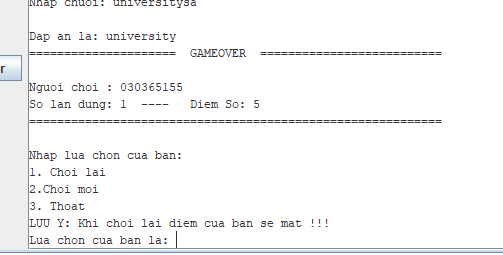 Nhap chuoi: universitysa
Dap an la: university
==================== GAMEOVER ==========================
Nguoi choi : 030365155
So lan dung: 1 ---- Diem So: 5
===========================================================
Nhap lua chon cua ban:
1. Choi lai
2.Choi moi
3. Thoat
LUU Y: Khi choi lai diem cua ban se mat !!!
Lua chon cua ban la:
r